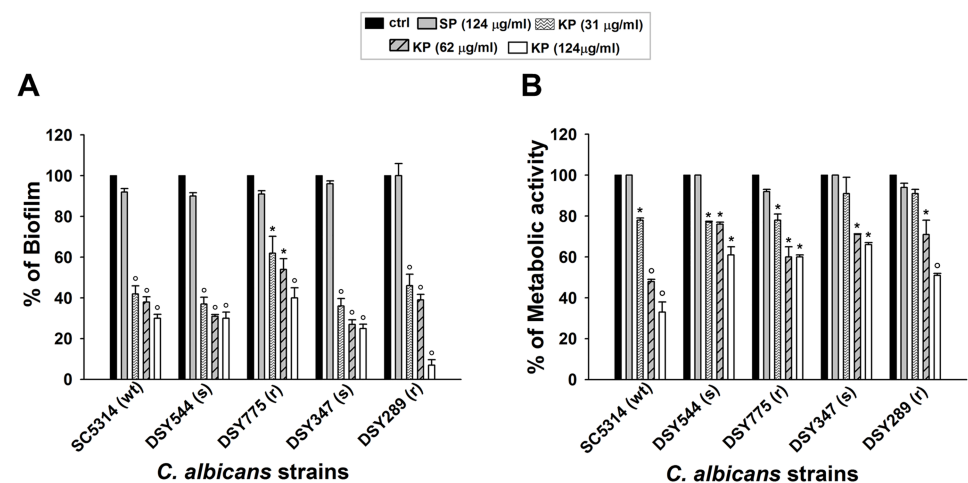 ctrl SP (124 μg/ml) KP (31 μg/ml)
KP (62 μg/ml) KP (124μg/ml)
A
% of Biofilm
120
100
80
60
40
20
0
* *
° ° ° ° ° ° ° ° ° ° ° ° °
SC5314 (wt) DSY544 (s) DSY775 (r) DSY347 (s) DSY289 (r)
C. albicans strains
B
% of Metabolic activity
120
100
80
60
40
20
0
* * * * * * * * * *
° ° °
SC5314 (wt) DSY544 (s) DSY775 (r) DSY347 (s) DSY289 (r)
C. albicans strains